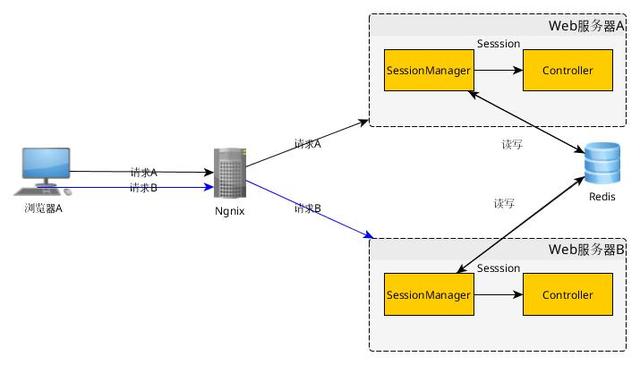 Web服务器A
Sesssion
SessionManager
Controller
请求A
读写
请求A
请求B
浏览器A
Ngnix
Redis
请求B
读写
Web服务器B
Sesssion
SessionManager
Controller